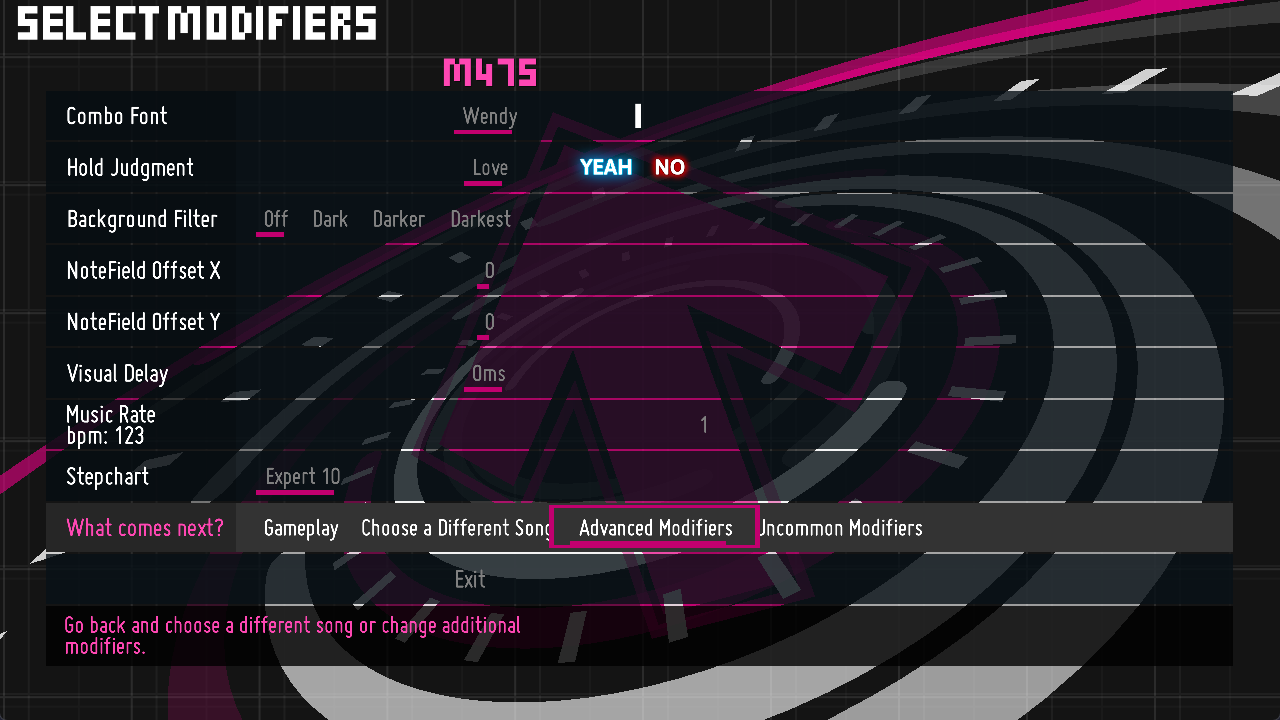 SELECT MODIFIERS
M475
Combo Font Wendy
Hold Judgment Love YEAH NO
Background Filter Off Dark Darker Darkest
NoteField Offset X 0
NoteField Offset Y 0
Visual Delay 0ms
Music Rate
bpm: 123 1
Stepchart Expert 10
What comes next? Gameplay Choose a Different Song Advanced Modifiers Uncommon Modifiers
Exit
Go back and choose a different song or change additional
modifiers.